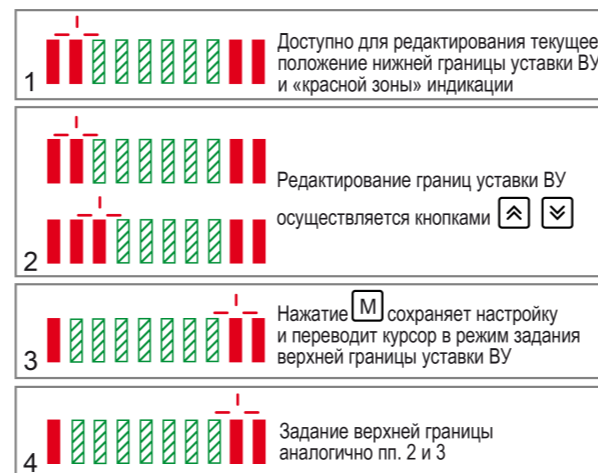 1
Доступно для редактирования текущее
положение нижней границы уставки ВУ
и «красной зоны» индикации
2
Редактирование границ уставки ВУ
осуществляется кнопками
3
Нажатие M сохраняет настройку
и переводит курсор в режим задания
верхней границы уставки ВУ
4
Задание верхней границы
аналогично пп. 2 и 3